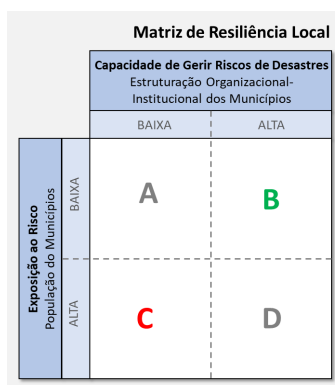 Matriz de Resiliência Local
Capacidade de Gerir Riscos de Desastres
Estruturação Organizacional-
Institucional dos Municípios
BAIXA
ALTA
Exposição ao Risco
População do Municípios
BAIXA
A
B
ALTA
C
D